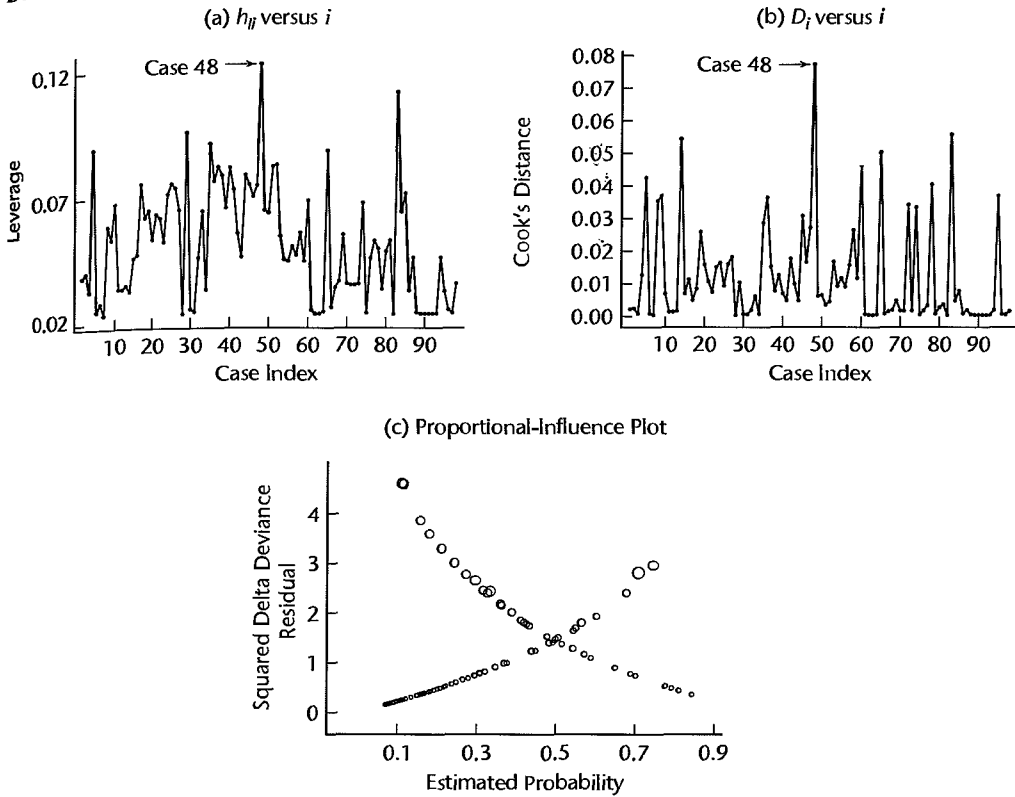 (a) hii versus i
Case 48
Leverage
0.12
0.07
0.02
10 20 30 40 50 60 70 80 90
Case Index
(b) Di versus i
Case 48
Cook's Distance
0.08
0.07
0.06
0.05
0.04
0.03
0.02
0.01
0.00
10 20 30 40 50 60 70 80 90
Case Index
(c) Proportional-Influence Plot
Squared Delta Deviance
Residual
4
3
2
1
0
0.1 0.3 0.5 0.7 0.9
Estimated Probability